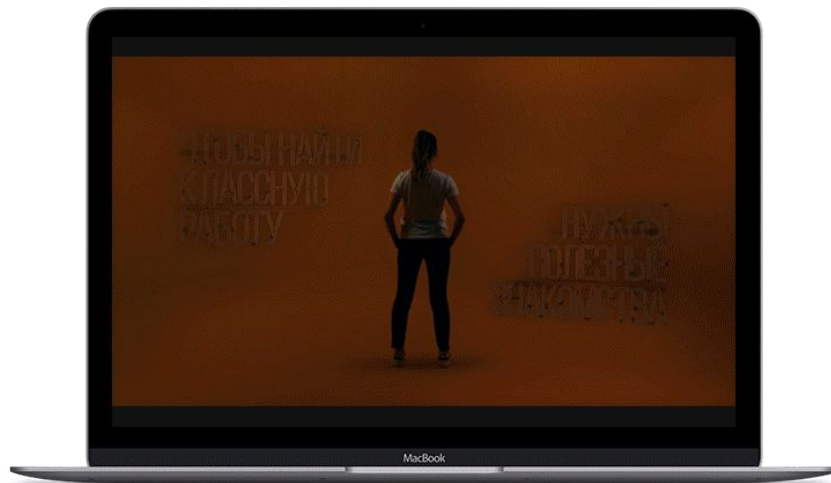 ЧТОБЫ НАЙТИ
КЛАССНУЮ
РАБОТУ
НУЖНЫ
ПОЛЕЗНЫЕ
ЗНАКОМСТВА
MacBook